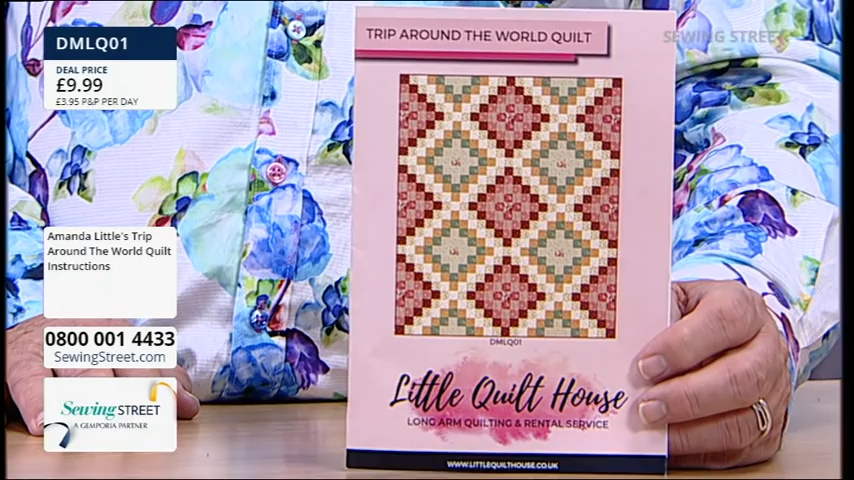 DMLQ01
DEAL PRICE
£9.99
£3.95 P&P PER DAY
Amanda Little's Trip
Around The World Quilt
Instructions
0800 001 4433
SewingStreet.com
Sewing STREET
A GEMPORIA PARTNER
SEWING STREET
TRIP AROUND THE WORLD QUILT
DMLQ01
Little Quilt House
LONG ARM QUILTING & RENTAL SERVICE
WWW.LITTLEQUILTHOUSE.CO.UK